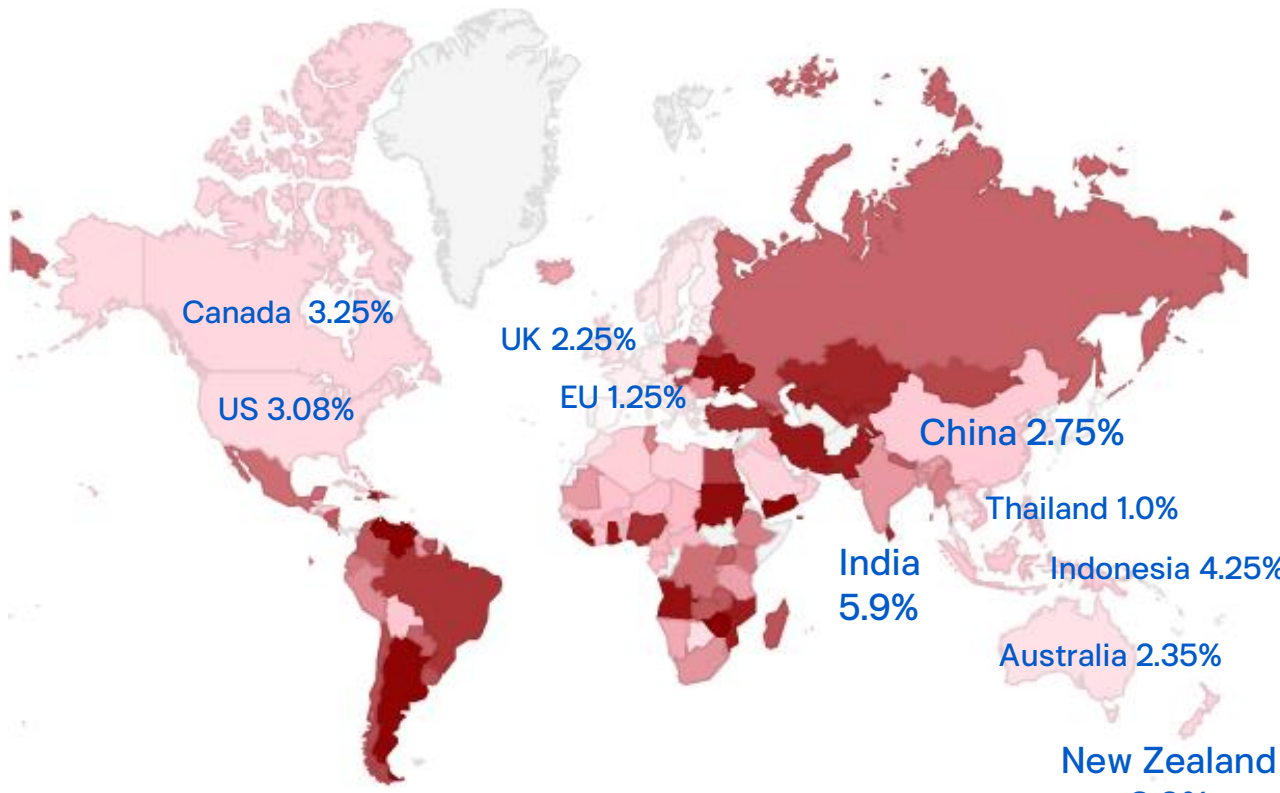 Canada 3.25%
UK 2.25%
US 3.08%
EU 1.25%
China 2.75%
Thailand 1.0%
India
5.9%
Indonesia 4.25%
Australia 2.35%
New Zealand